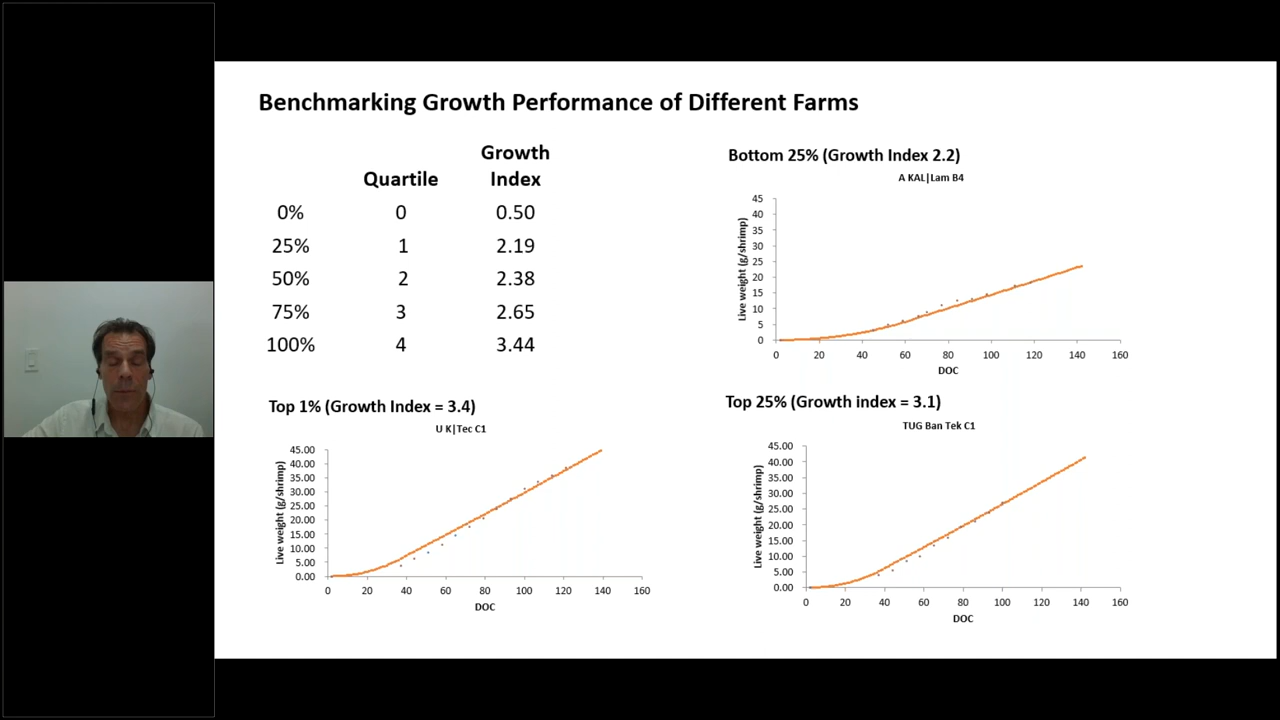 Benchmarking Growth Performance of Different Farms
Growth
Quartile Index
0% 0 0.50
25% 1 2.19
50% 2 2.38
75% 3 2.65
100% 4 3.44
Bottom 25% (Growth Index 2.2)
A KAL|Lam B4
Live weight (g/shrimp)
45
40
35
30
25
20
15
10
5
0
0 20 40 60 80 100 120 140 160
DOC
Top 1% (Growth Index = 3.4)
U K|Tec C1
Live weight (g/shrimp)
45.00
40.00
35.00
30.00
25.00
20.00
15.00
10.00
5.00
0.00
0 20 40 60 80 100 120 140 160
DOC
Top 25% (Growth index = 3.1)
TUG Ban Tek C1
Live weight (g/shrimp)
45.00
40.00
35.00
30.00
25.00
20.00
15.00
10.00
5.00
0.00
0 20 40 60 80 100 120 140 160
DOC